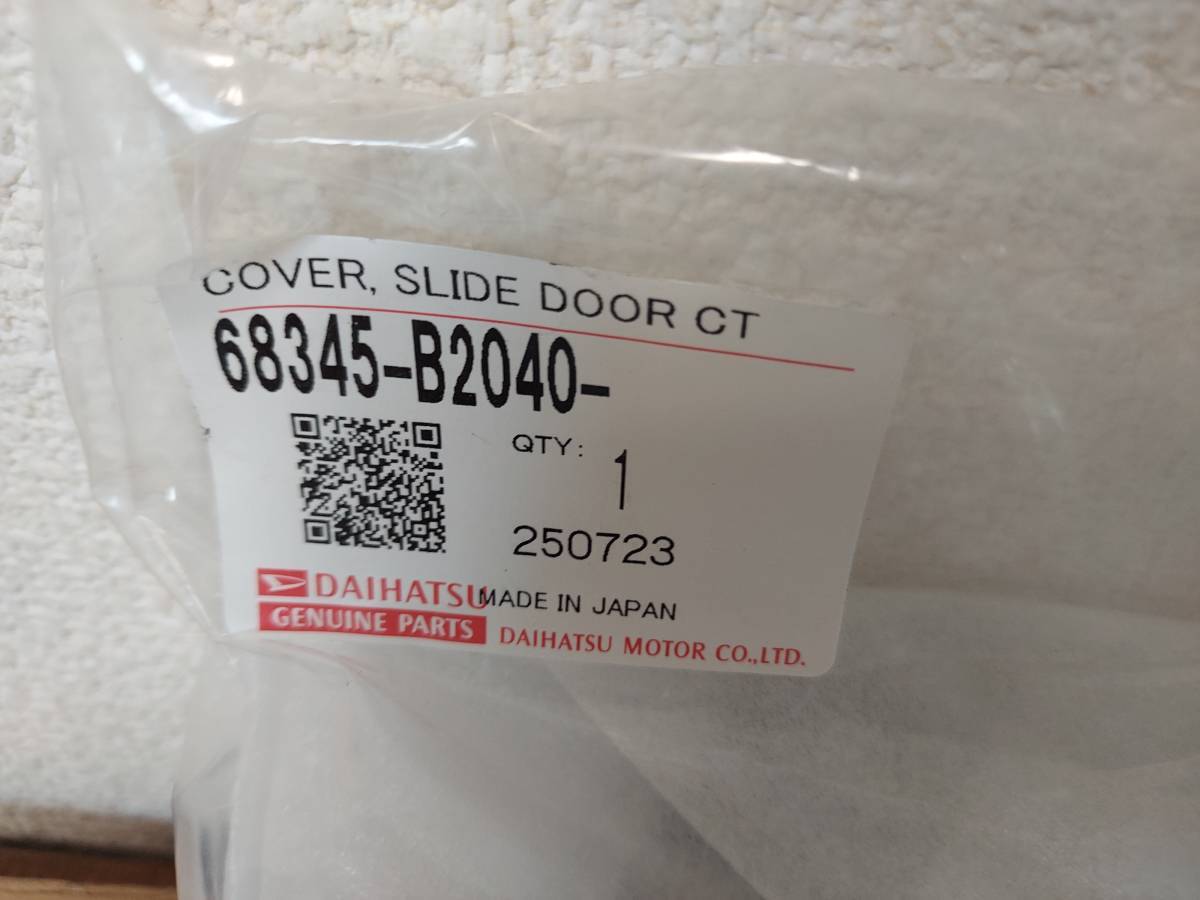 COVER, SLIDE DOOR CT
68345-B2040-
QTY: 1
250723
DAIHATSU MADE IN JAPAN
GENUINE PARTS DAIHATSU MOTOR CO.,LTD.